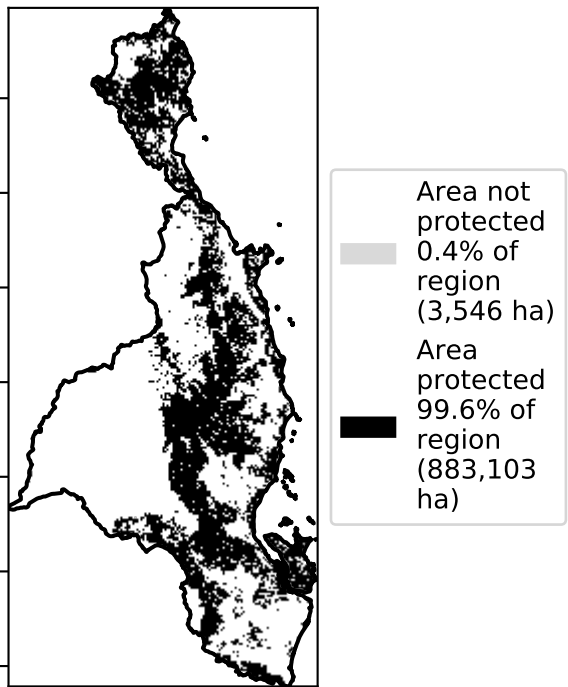 Area not
protected
0.4% of
region
(3,546 ha)
Area
protected
99.6% of
region
(883,103
ha)